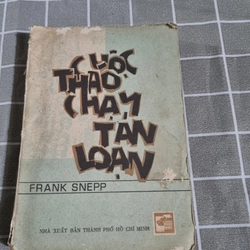 CUỘC
THÁO
CHẠY
TÁN
LOẠN
FRANK SNEPP
NHÀ XUẤT BẢN THÀNH PHỐ HỒ CHÍ MINH